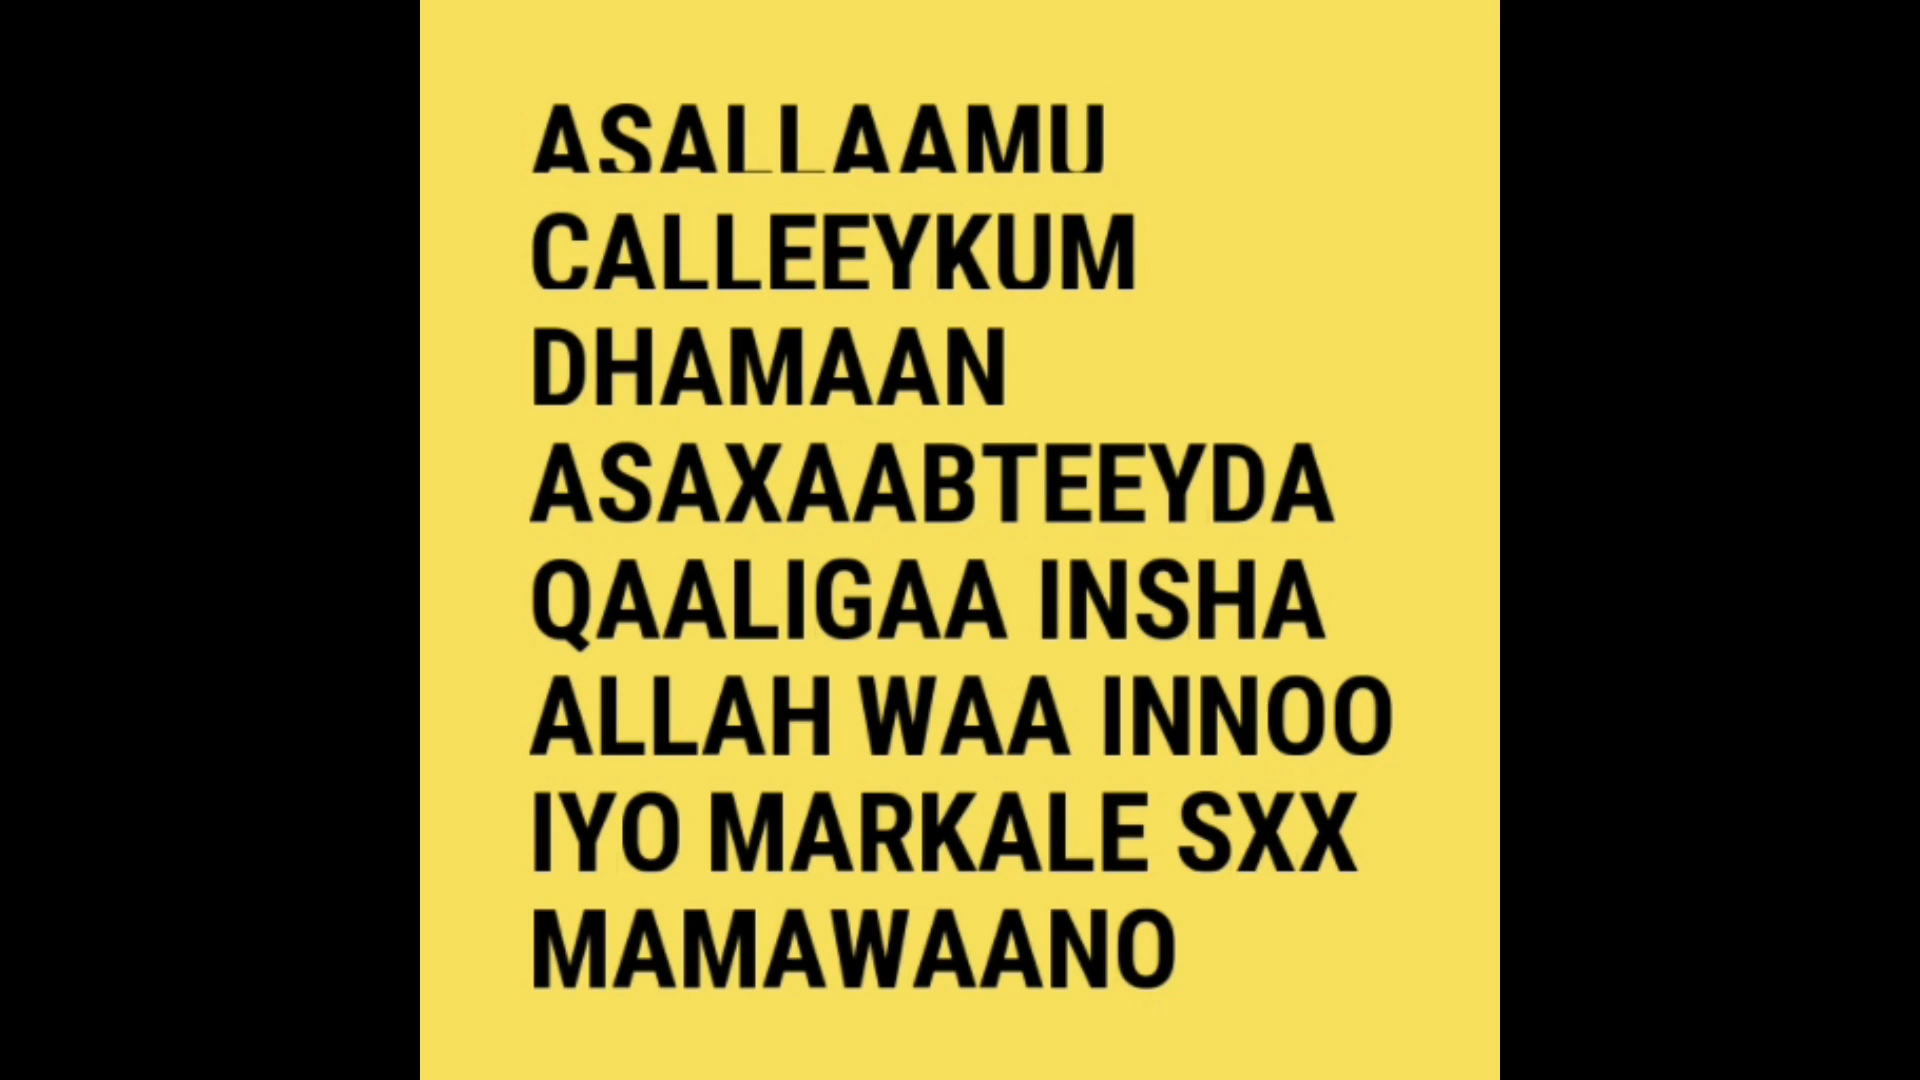 ASALLAAMU
CALLEEYKUM
DHAMAAN
ASAXAABTEEYDA
QAALIGAA INSHA
ALLAH WAA INNOO
IYO MARKALE SXX
MAMAWAANO